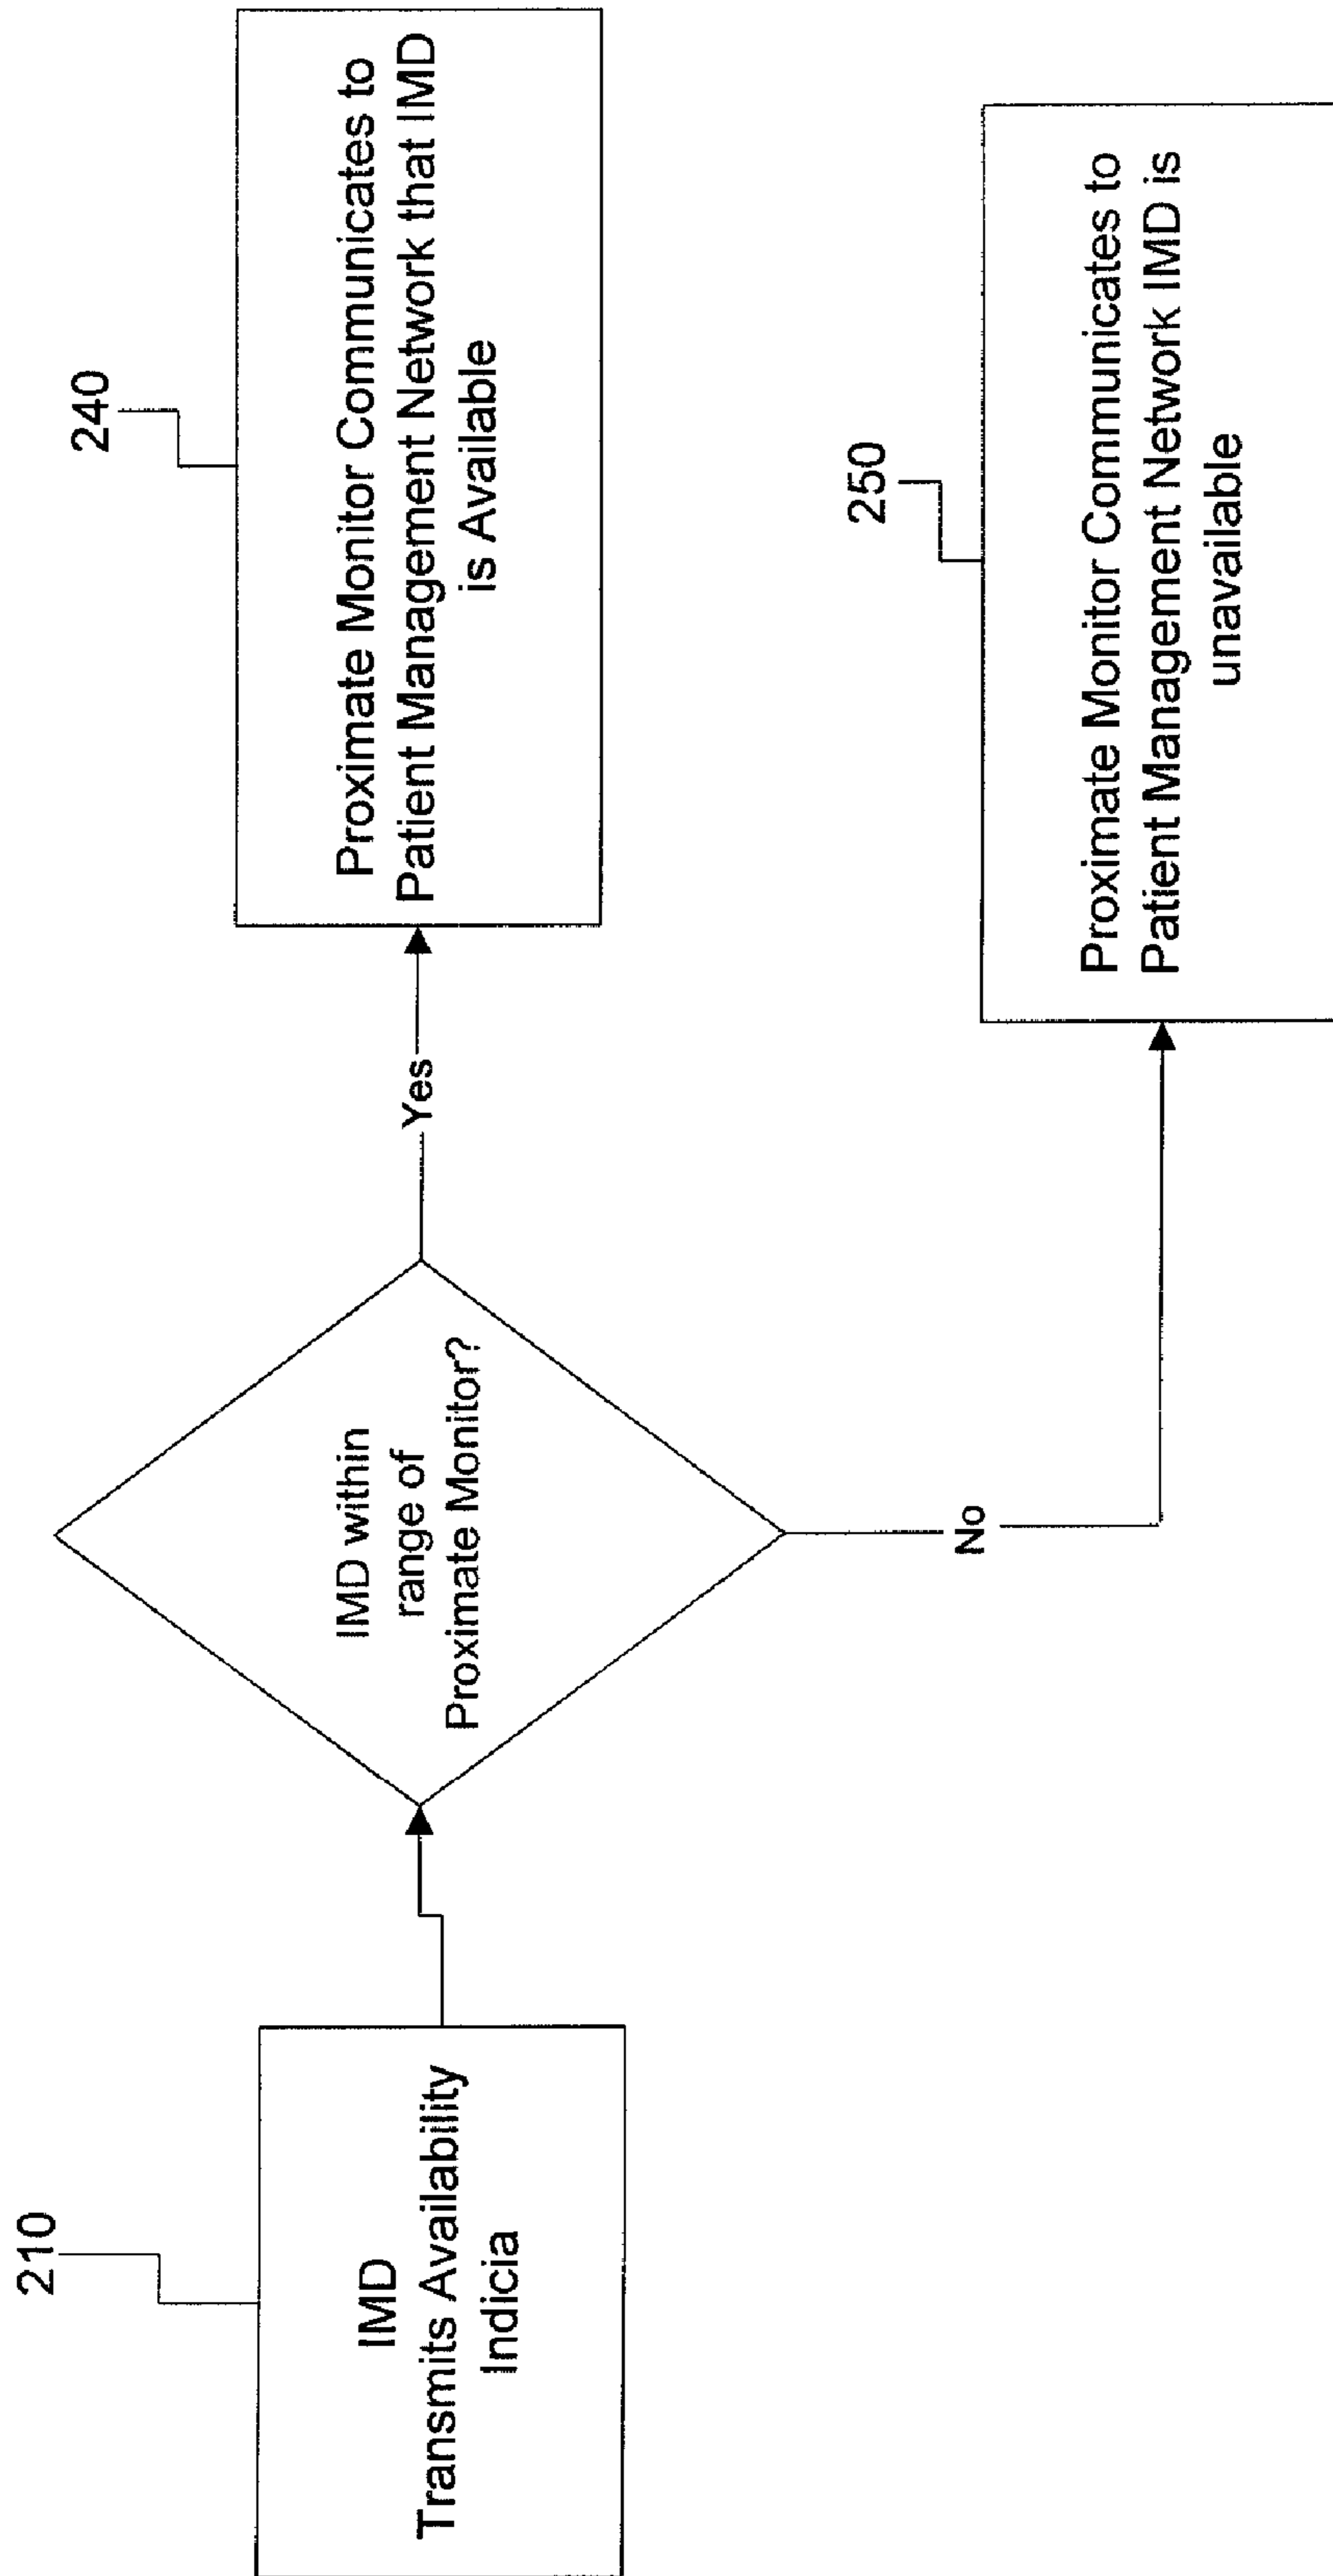 210
IMD
Transmits Availability
Indicia
IMD within
range of
Proximate Monitor?
Yes
No
240
Proximate Monitor Communicates to
Patient Management Network that IMD
is Available
250
Proximate Monitor Communicates to
Patient Management Network IMD is
unavailable